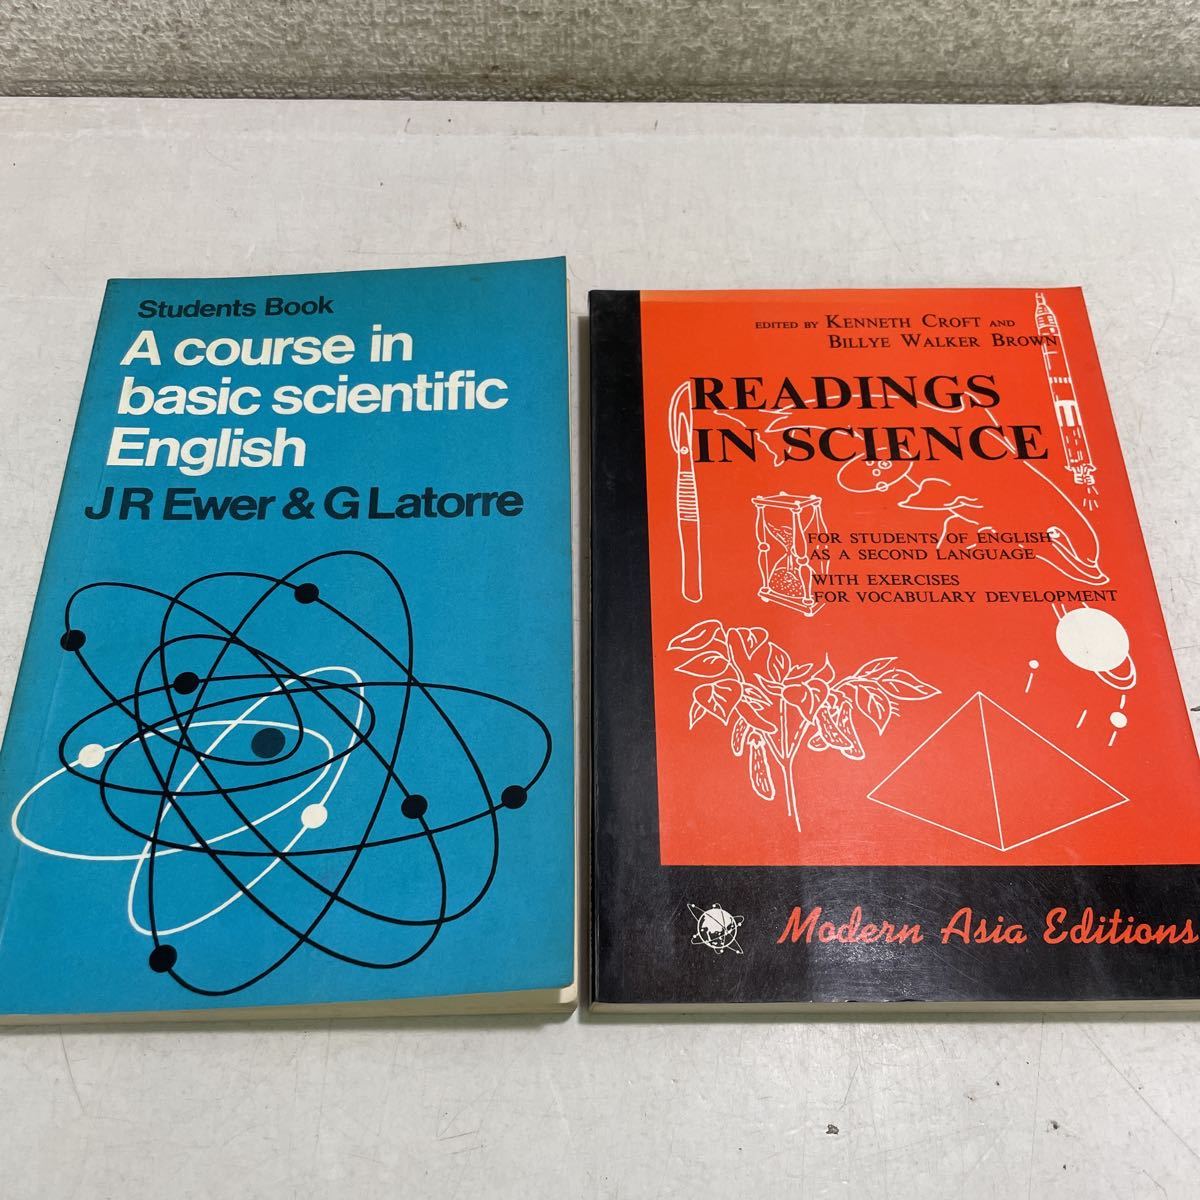 Students Book
A course in
basic scientific
English
J R Ewer & G Latorre
EDITED BY KENNETH CROFT AND
BILLYE WALKER BROWN
READINGS
IN SCIENCE
FOR STUDENTS OF ENGLISH
AS A SECOND LANGUAGE
WITH EXERCISES
FOR VOCABULARY DEVELOPMENT
Modern Asia Editions